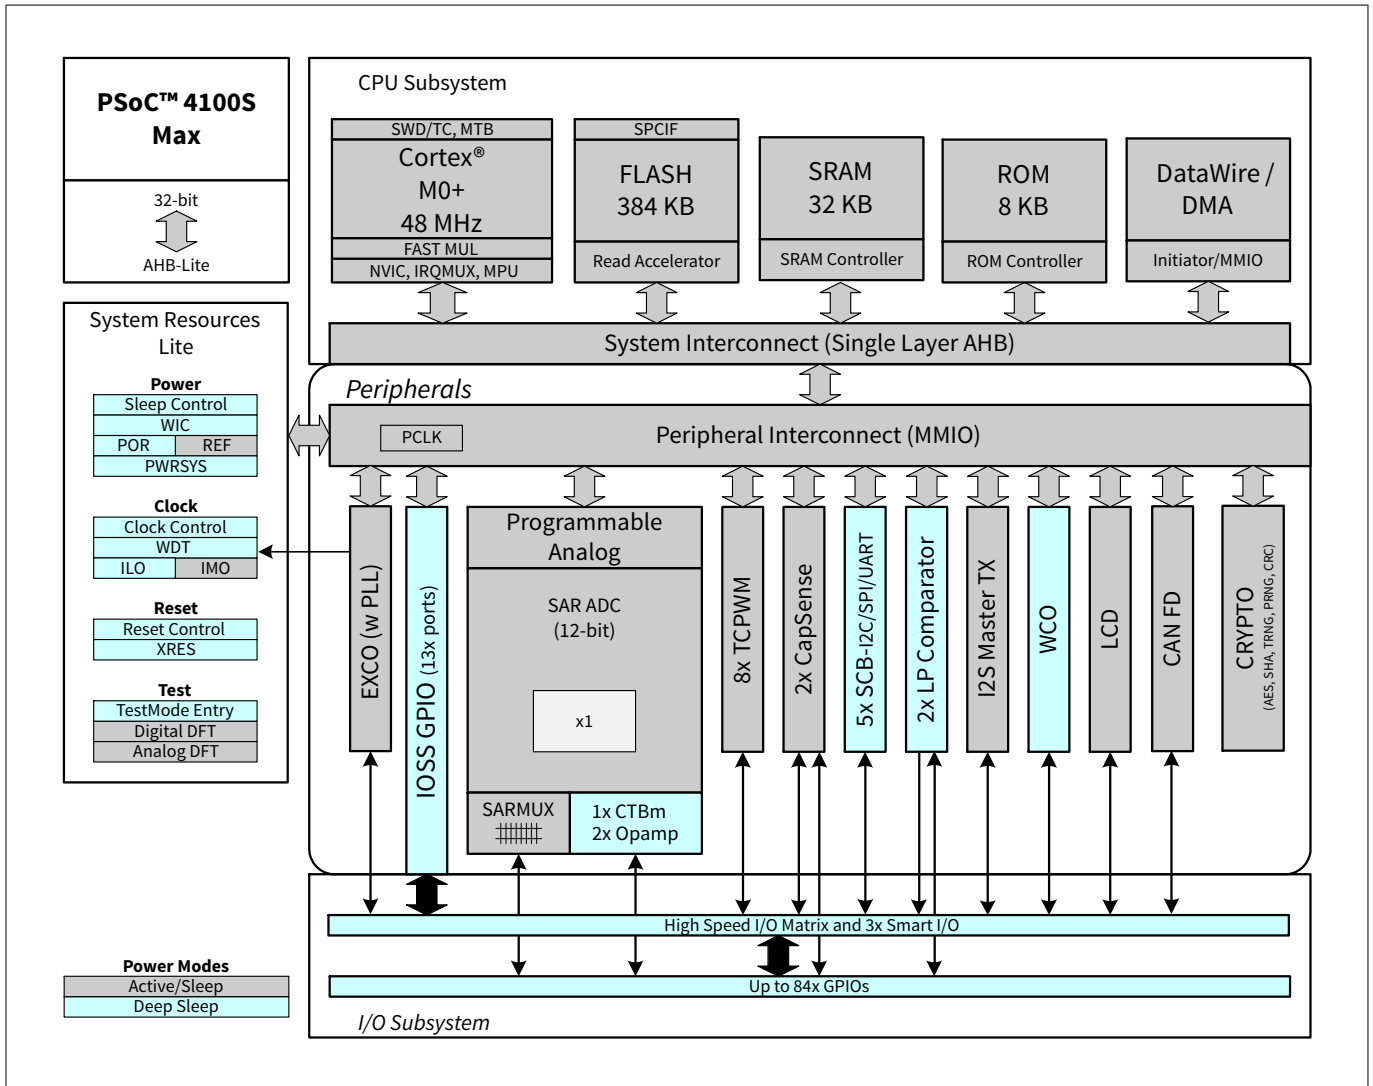 PSoC™ 4100S
Max
32-bit
AHB-Lite
CPU Subsystem
SWD/TC, MTB
Cortex®
M0+
48 MHz
FAST MUL
NVIC, IRQMUX, MPU
SPCIF
FLASH
384 KB
Read Accelerator
SRAM
32 KB
SRAM Controller
ROM
8 KB
ROM Controller
DataWire /
DMA
Initiator/MMIO
System Interconnect (Single Layer AHB)
System Resources
Lite
Power
Sleep Control
WIC
POR
REF
PWRSYS
Clock
Clock Control
WDT
ILO
IMO
Reset
Reset Control
XRES
Test
TestMode Entry
Digital DFT
Analog DFT
Peripherals
PCLK
Peripheral Interconnect (MMIO)
EXCO (w PLL)
IOSS GPIO (13x ports)
Programmable
Analog
SAR ADC
(12-bit)
x1
SARMUX
1x CTBm
2x Opamp
8x TCPWM
2x CapSense
5x SCB-I2C/SPI/UART
2x LP Comparator
I2S Master TX
WCO
LCD
CAN FD
CRYPTO
(AES, SHA, TRNG, PRNG, CRC)
High Speed I/O Matrix and 3x Smart I/O
Up to 84x GPIOs
I/O Subsystem
Power Modes
Active/Sleep
Deep Sleep